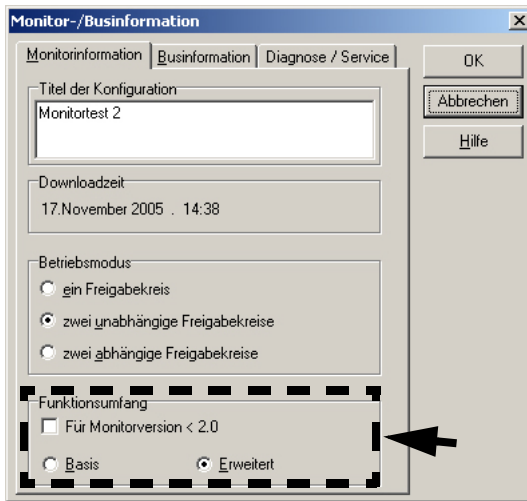 Monitor-/Businformation
Monitorinformation Businformation Diagnose / Service
OK
Titel der Konfiguration
Monitortest 2
Abbrechen
Hilfe
Downloadzeit
17.November 2005 . 14:38
Betriebsmodus
ein Freigabekreis
zwei unabhängige Freigabekreise
zwei abhängige Freigabekreise
Funktionsumfang
Für Monitorversion < 2.0
Basis Erweitert